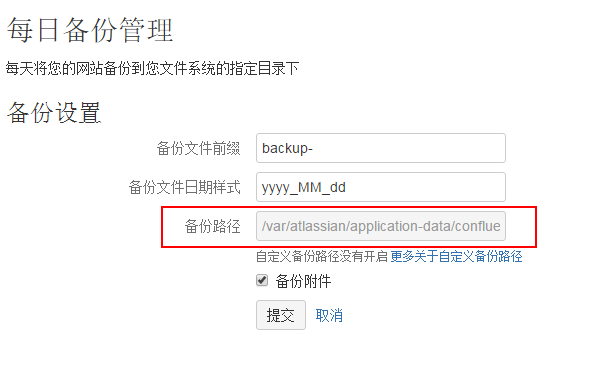 每日备份管理
每天将您的网站备份到您文件系统的指定目录下
备份设置
备份文件前缀 backup-
备份文件日期样式 yyyy_MM_dd
备份路径 /var/atlassian/application-data/conflue
自定义备份路径没有开启 更多关于自定义备份路径
备份附件
提交 取消